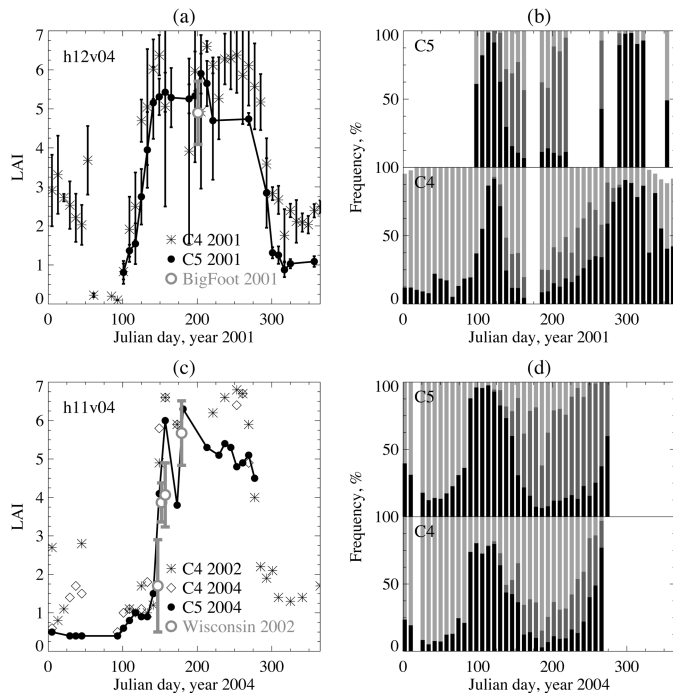 (a)
h12v04
LAI
7
6
5
4
3
2
1
0
C4 2001
C5 2001
BigFoot 2001
0 100 200 300
Julian day, year 2001
(b)
C5
C4
Frequency, %
Frequency, %
100
50
100
50
0
0 100 200 300
Julian day, year 2001
(c)
h11v04
LAI
7
6
5
4
3
2
1
0
C4 2002
C4 2004
C5 2004
Wisconsin 2002
0 100 200 300
Julian day, year 2004
(d)
C5
C4
Frequency, %
Frequency, %
100
50
100
50
0
0 100 200 300
Julian day, year 2004